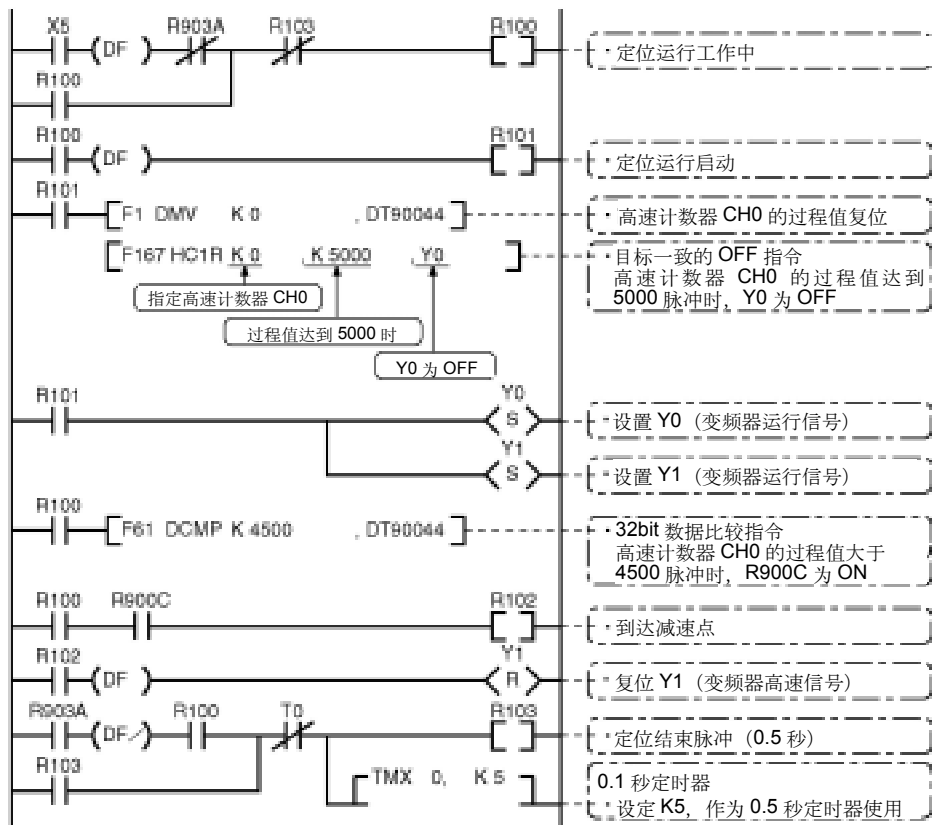 X5 R903A R103 R100
(DF )
定位运行工作中
R100
R100 R101
(DF )
定位运行启动
R101
F1 DMV K 0 , DT90044
高速计数器 CH0 的过程值复位
F167 HC1R K 0 , K 5000 , Y0
目标一致的 OFF 指令
高速计数器 CH0 的过程值达到
5000 脉冲时，Y0 为 OFF
指定高速计数器 CH0
过程值达到 5000 时
Y0 为 OFF
R101 Y0
S
设置 Y0（变频器运行信号）
Y1
S
设置 Y1（变频器运行信号）
R100
F61 DCMP K 4500 , DT90044
32bit 数据比较指令
高速计数器 CH0 的过程值大于
4500 脉冲时，R900C 为 ON
R100 R900C R102
到达减速点
R102 Y1
(DF ) R
复位 Y1（变频器高速信号）
R903A R100 T0 R103
(DF/)
定位结束脉冲（0.5 秒）
R103
TMX 0, K 5
0.1 秒定时器
设定 K5，作为 0.5 秒定时器使用